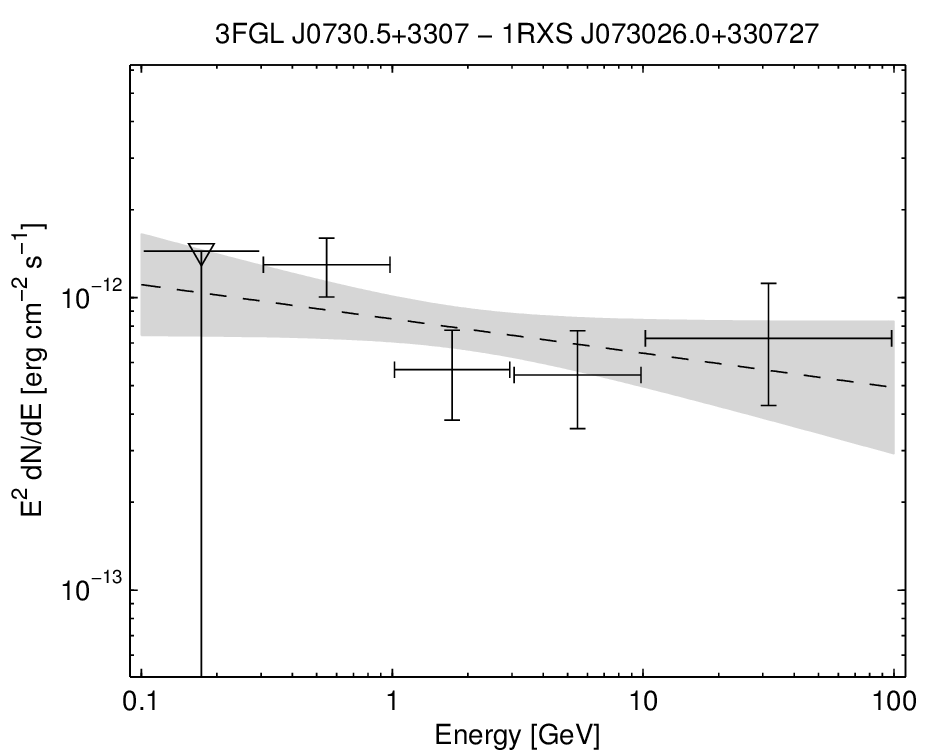 3FGL J0730.5+3307 − 1RXS J073026.0+330727
E² dN/dE [erg cm⁻² s⁻¹]
10⁻¹²
10⁻¹³
0.1 1 10 100
Energy [GeV]